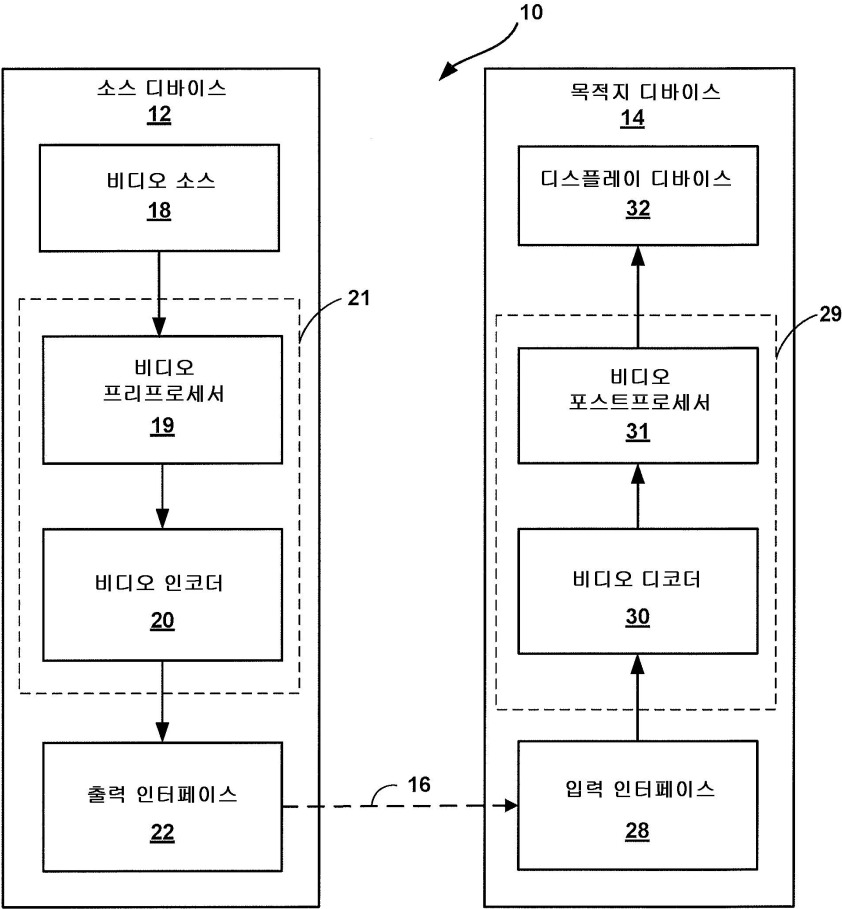 10
소스 디바이스
12
비디오 소스
18
21
비디오
프리프로세서
19
비디오 인코더
20
출력 인터페이스
22
16
목적지 디바이스
14
디스플레이 디바이스
32
29
비디오
포스트프로세서
31
비디오 디코더
30
입력 인터페이스
28